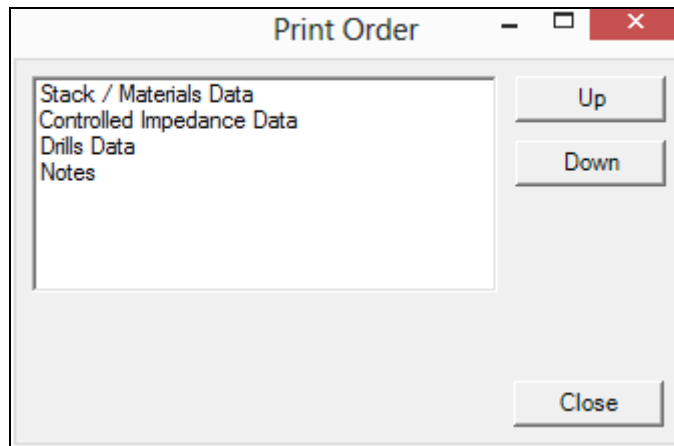 Print Order
Stack / Materials Data
Controlled Impedance Data
Drills Data
Notes
Up
Down
Close